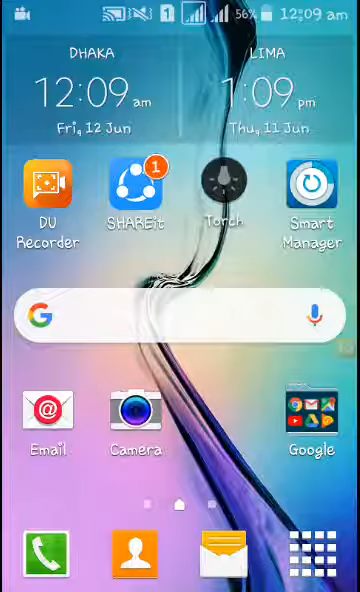 1 56% 12:09 am
DHAKA LIMA
12:09 am 1:09 pm
Fri, 12 Jun Thu, 11 Jun
1
DU Recorder SHAREit Torch Smart Manager
G
@
Email Camera Google